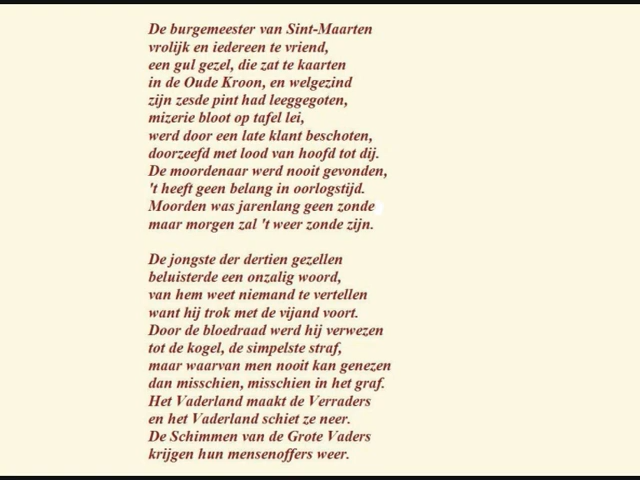 De burgemeester van Sint-Maarten
vrolijk en iedereen te vriend,
een gul gezel, die zat te kaarten
in de Oude Kroon, en welgezind
zijn zesde pint had leeggegoten,
mizerie bloot op tafel lei,
werd door een late klant beschoten,
doorzeefd met lood van hoofd tot dij.
De moordenaar werd nooit gevonden,
't heeft geen belang in oorlogstijd.
Moorden was jarenlang geen zonde
maar morgen zal 't weer zonde zijn.

De jongste der dertien gezellen
beluisterde een onzalig woord,
van hem weet niemand te vertellen
want hij trok met de vijand voort.
Door de bloedraad werd hij verwezen
tot de kogel, de simpelste straf,
maar waarvan men nooit kan genezen
dan misschien, misschien in het graf.
Het Vaderland maakt de Verraders
en het Vaderland schiet ze neer.
De Schimmen van de Grote Vaders
krijgen hun mensenoffers weer.